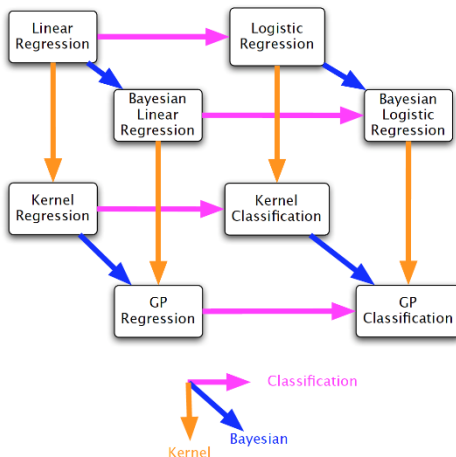 Linear
Regression
Logistic
Regression
Bayesian
Linear
Regression
Bayesian
Logistic
Regression
Kernel
Regression
Kernel
Classification
GP
Regression
GP
Classification
Classification
Bayesian
Kernel